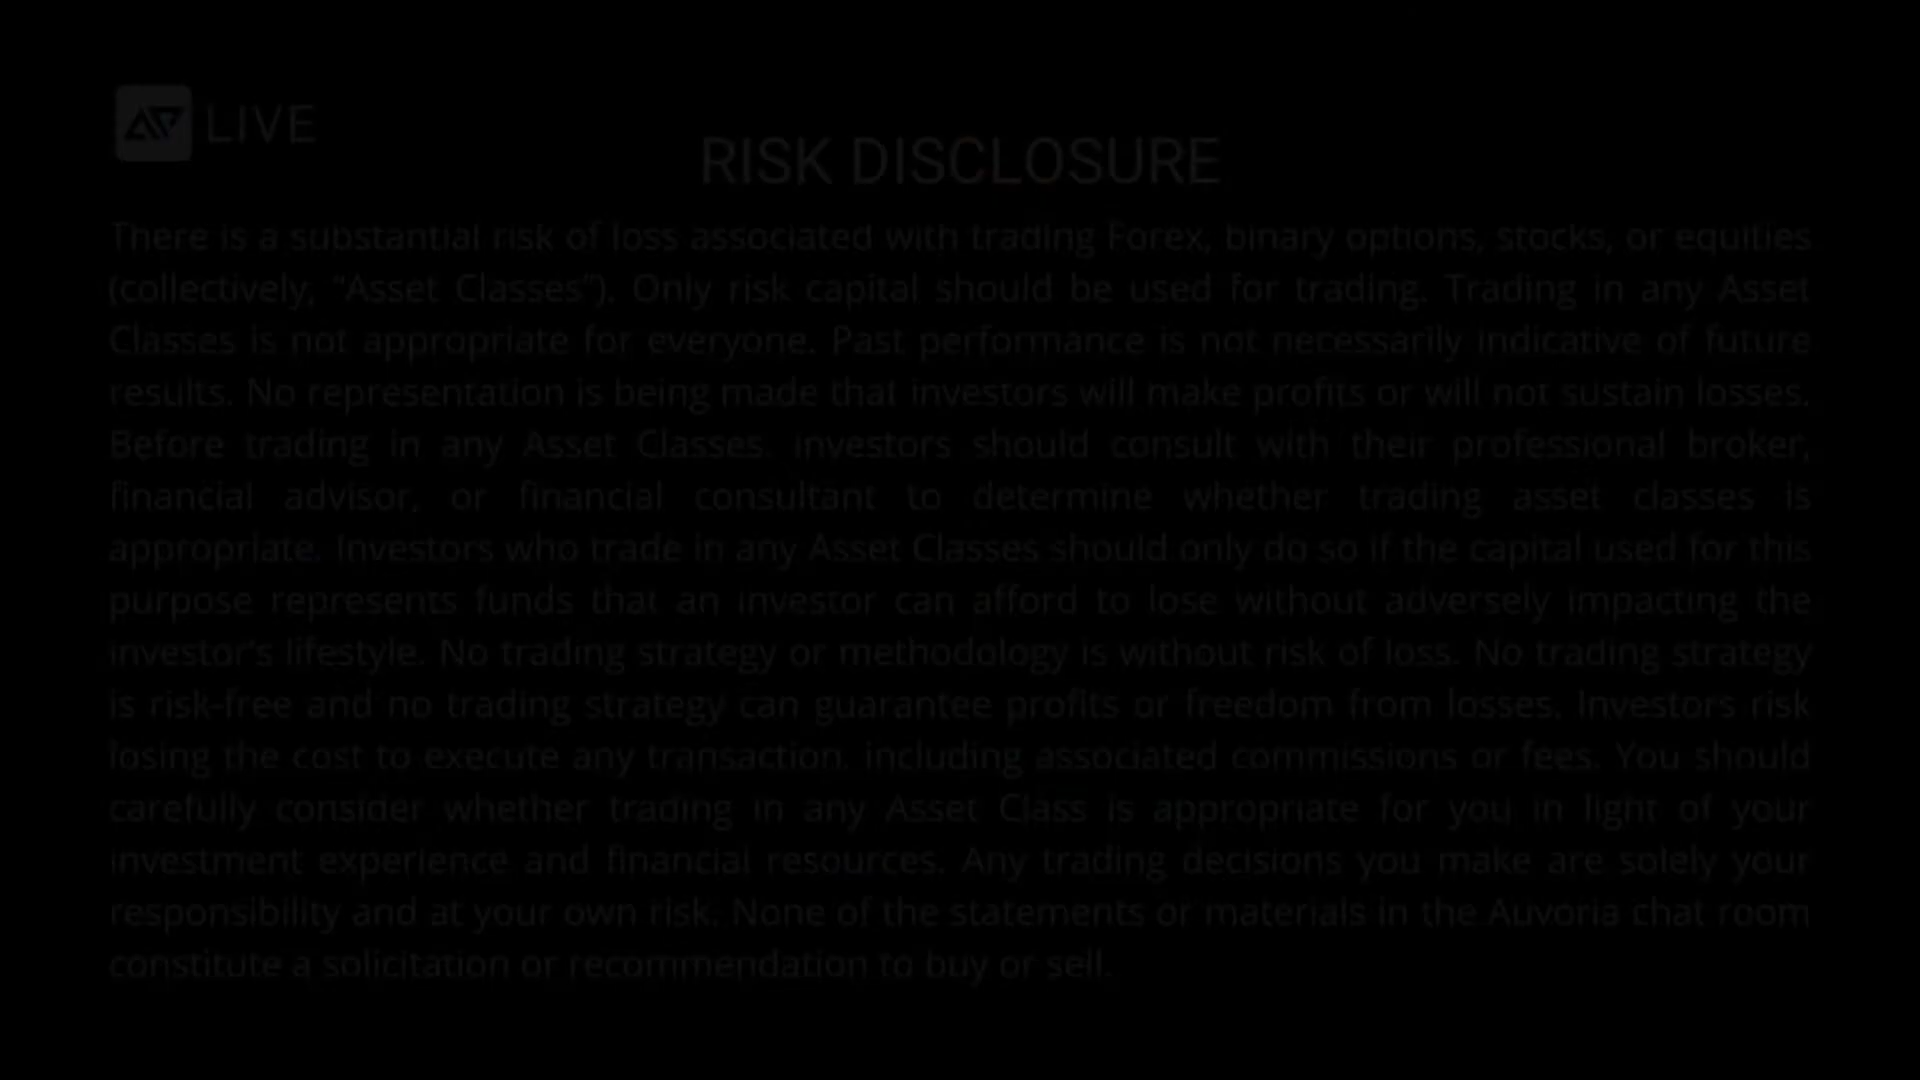 LIVE
RISK DISCLOSURE
There is a substantial risk of loss associated with trading Forex, binary options, stocks, or equities
(collectively, “Asset Classes”). Only risk capital should be used for trading. Trading in any Asset
Classes is not appropriate for everyone. Past performance is not necessarily indicative of future
results. No representation is being made that investors will make profits or will not sustain losses.
Before trading in any Asset Classes, investors should consult with their professional broker,
financial advisor, or financial consultant to determine whether trading asset classes is
appropriate. Investors who trade in any Asset Classes should only do so if the capital used for this
purpose represents funds that an investor can afford to lose without adversely impacting the
investor's lifestyle. No trading strategy or methodology is without risk of loss. No trading strategy
is risk-free and no trading strategy can guarantee profits or freedom from losses. Investors risk
losing the cost to execute any transaction, including associated commissions or fees. You should
carefully consider whether trading in any Asset Class is appropriate for you in light of your
investment experience and financial resources. Any trading decisions you make are solely your
responsibility and at your own risk. None of the statements or materials in the Auvoria chat room
constitute a solicitation or recommendation to buy or sell.